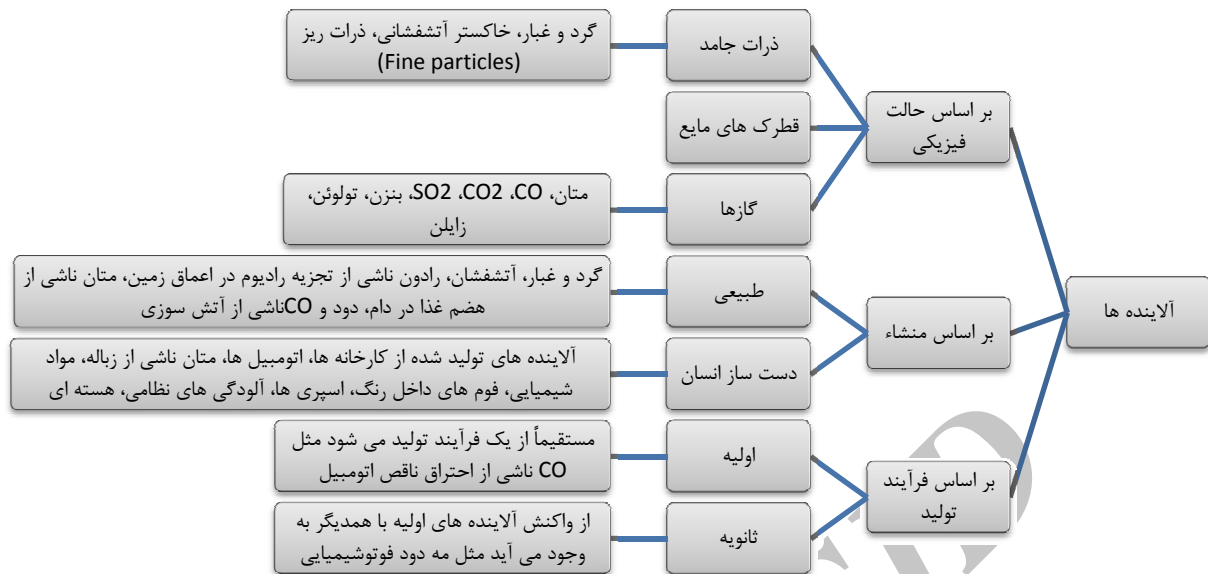 آلاینده ها
بر اساس حالت
فیزیکی
ذرات جامد
گرد و غبار، خاکستر آتشفشانی، ذرات ریز
(Fine particles)
قطرک های مایع
گازها
متان، CO، CO2، SO2، بنزن، تولوئن،
زایلن
بر اساس منشاء
طبیعی
گرد و غبار، آتشفشان، رادون ناشی از تجزیه رادیوم در اعماق زمین، متان ناشی از
هضم غذا در دام، دود و COناشی از آتش سوزی
دست ساز انسان
آلاینده های تولید شده از کارخانه ها، اتومبیل ها، متان ناشی از زباله، مواد
شیمیایی، فوم های داخل رنگ، اسپری ها، آلودگی های نظامی، هسته ای
بر اساس فرآیند
تولید
اولیه
مستقیماً از یک فرآیند تولید می شود مثل
CO ناشی از احتراق ناقص اتومبیل
ثانویه
از واکنش آلاینده های اولیه با همدیگر به
وجود می آید مثل مه دود فوتوشیمیایی